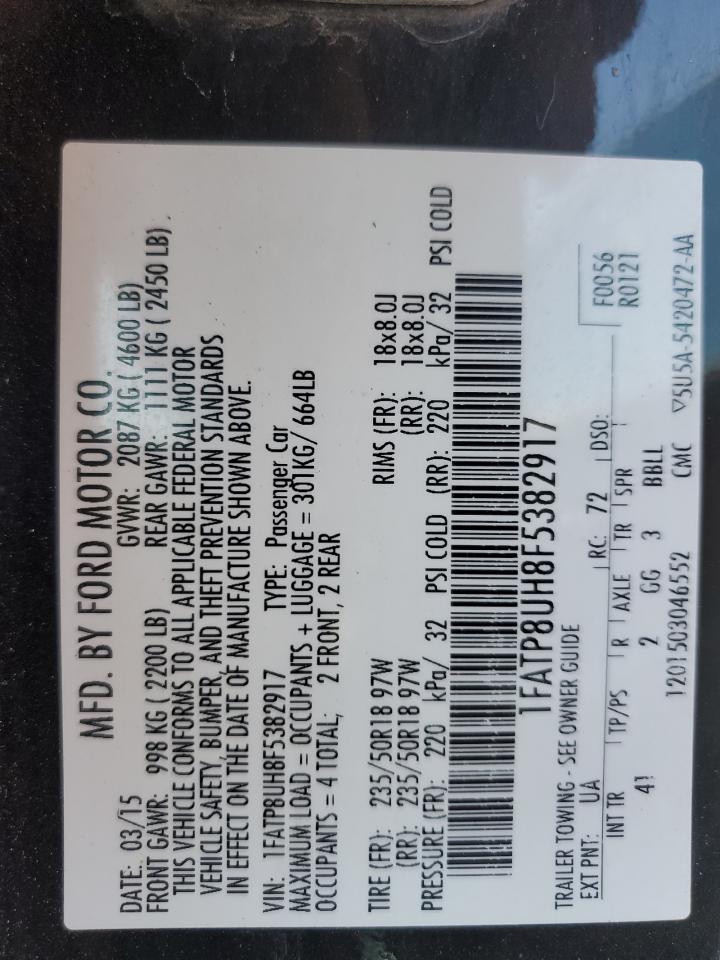 MFD. BY FORD MOTOR CO.
DATE: 03/15 GVWR: 2087 KG ( 4600 LB)
FRONT GAWR: 998 KG ( 2200 LB) REAR GAWR: 1111 KG ( 2450 LB).
THIS VEHICLE CONFORMS TO ALL APPLICABLE FEDERAL MOTOR
VEHICLE SAFETY, BUMPER, AND THEFT PREVENTION STANDARDS
IN EFFECT ON THE DATE OF MANUFACTURE SHOWN ABOVE.
VIN: 1FATP8UH8F5382917 TYPE: Passenger Car
MAXIMUM LOAD = OCCUPANTS + LUGGAGE = 301KG/ 664LB
OCCUPANTS = 4 TOTAL; 2 FRONT, 2 REAR
TIRE (FR): 235/50R18 97W RIMS (FR): 18x8.0J
(RR): 235/50R18 97W (RR): 18x8.0J
PRESSURE (FR): 220 kPa/ 32 PSI COLD (RR): 220 kPa/ 32 PSI COLD
1FATP8UH8F5382917
TRAILER TOWING - SEE OWNER GUIDE
F0056
R0121
EXT PNT: UA RC: 72 DSO:
INT TR TP/PS R AXLE TR SPR
41 2 GG 3 BBLL
1201503046552 CMC ▽5U5A-5420472-AA